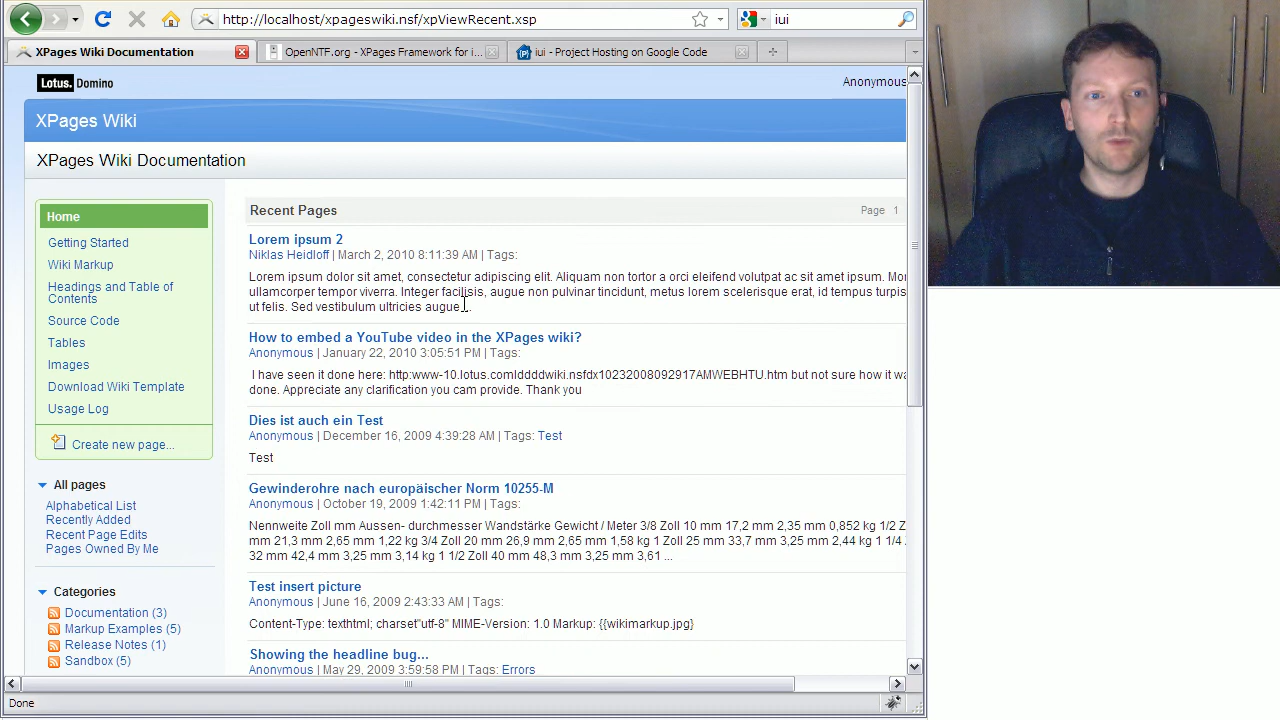 http://localhost/xpageswiki.nsf/xpViewRecent.xsp
iui
XPages Wiki Documentation
OpenNTF.org - XPages Framework for i...
iui - Project Hosting on Google Code
Lotus. Domino
Anonymous
XPages Wiki
XPages Wiki Documentation
Home
Getting Started
Wiki Markup
Headings and Table of
Contents
Source Code
Tables
Images
Download Wiki Template
Usage Log
Create new page...
All pages
Alphabetical List
Recently Added
Recent Page Edits
Pages Owned By Me
Categories
Documentation (3)
Markup Examples (5)
Release Notes (1)
Sandbox (5)
Recent Pages
Page 1
Lorem ipsum 2
Niklas Heidloff | March 2, 2010 8:11:39 AM | Tags:
Lorem ipsum dolor sit amet, consectetur adipiscing elit. Aliquam non tortor a orci eleifend volutpat ac sit amet ipsum. Mor
ullamcorper tempor viverra. Integer facilisis, augue non pulvinar tincidunt, metus lorem scelerisque erat, id tempus turpis
ut felis. Sed vestibulum ultricies augue ...
How to embed a YouTube video in the XPages wiki?
Anonymous | January 22, 2010 3:05:51 PM | Tags:
I have seen it done here: http:www-10.lotus.comlddddwiki.nsfdx10232008092917AMWEBHTU.htm but not sure how it wa
done. Appreciate any clarification you cam provide. Thank you
Dies ist auch ein Test
Anonymous | December 16, 2009 4:39:28 AM | Tags: Test
Test
Gewinderohre nach europäischer Norm 10255-M
Anonymous | October 19, 2009 1:42:11 PM | Tags:
Nennweite Zoll mm Aussen- durchmesser Wandstärke Gewicht / Meter 3/8 Zoll 10 mm 17,2 mm 2,35 mm 0,852 kg 1/2 Z
mm 21,3 mm 2,65 mm 1,22 kg 3/4 Zoll 20 mm 26,9 mm 2,65 mm 1,58 kg 1 Zoll 25 mm 33,7 mm 3,25 mm 2,44 kg 1 1/4
32 mm 42,4 mm 3,25 mm 3,14 kg 1 1/2 Zoll 40 mm 48,3 mm 3,25 mm 3,61 ...
Test insert picture
Anonymous | June 16, 2009 2:43:33 AM | Tags:
Content-Type: texthtml; charset"utf-8" MIME-Version: 1.0 Markup: {{wikimarkup.jpg}
Showing the headline bug...
Anonymous | May 29, 2009 3:59:58 PM | Tags: Errors
Done